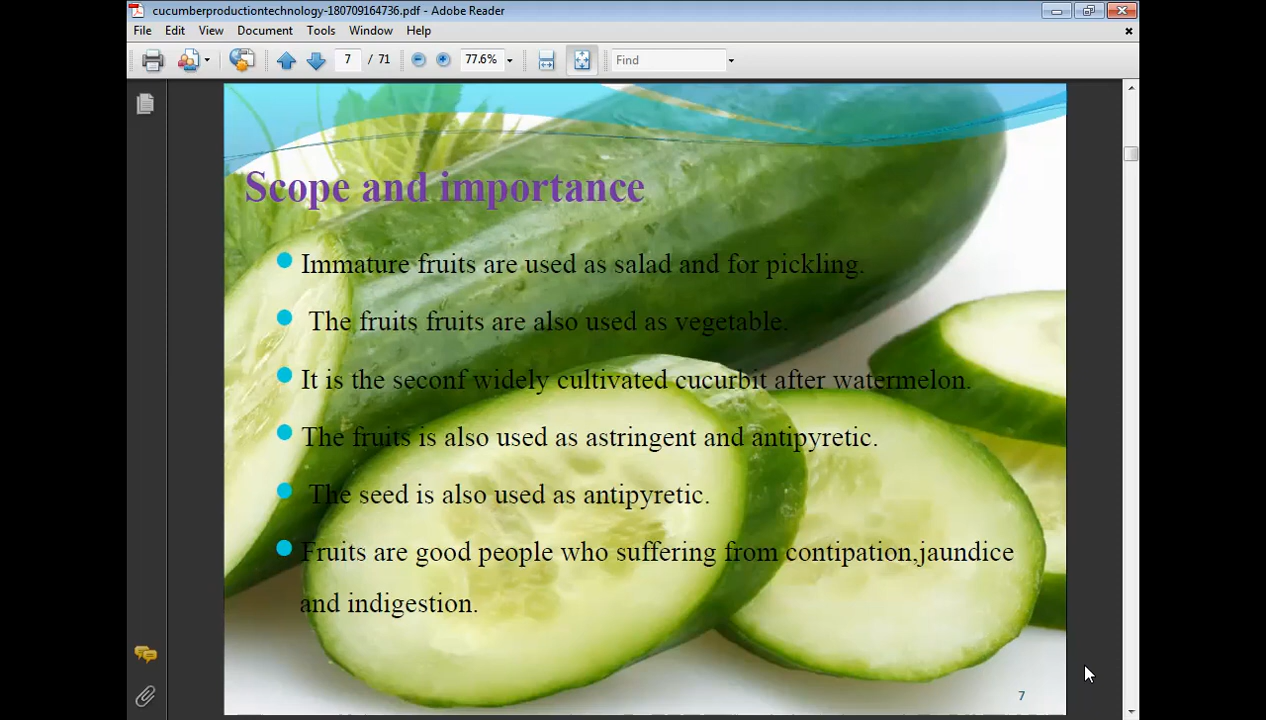 cucumberproductiontechnology-180709164736.pdf - Adobe Reader
File Edit View Document Tools Window Help
7 / 71 77.6% Find
Scope and importance
Immature fruits are used as salad and for pickling.
The fruits fruits are also used as vegetable.
It is the seconf widely cultivated cucurbit after watermelon.
The fruits is also used as astringent and antipyretic.
The seed is also used as antipyretic.
Fruits are good people who suffering from contipation,jaundice
and indigestion.
7